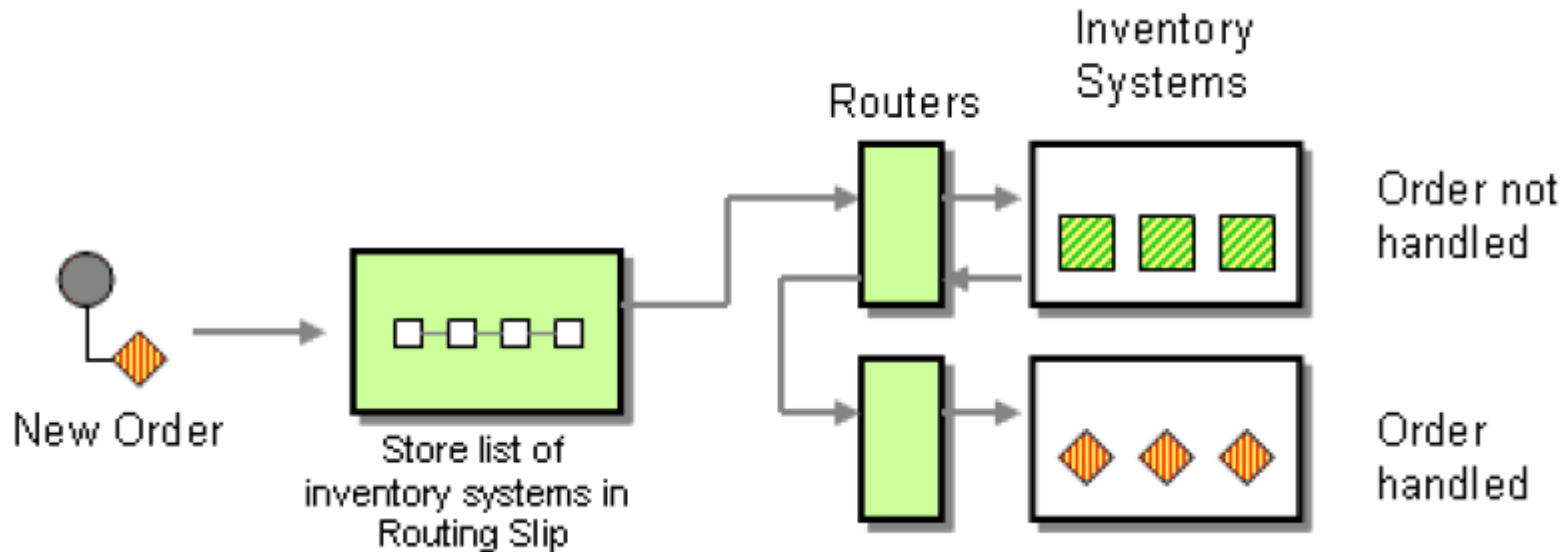 Inventory
Systems
Routers
Order not
handled
New Order
Store list of
inventory systems in
Routing Slip
Order
handled